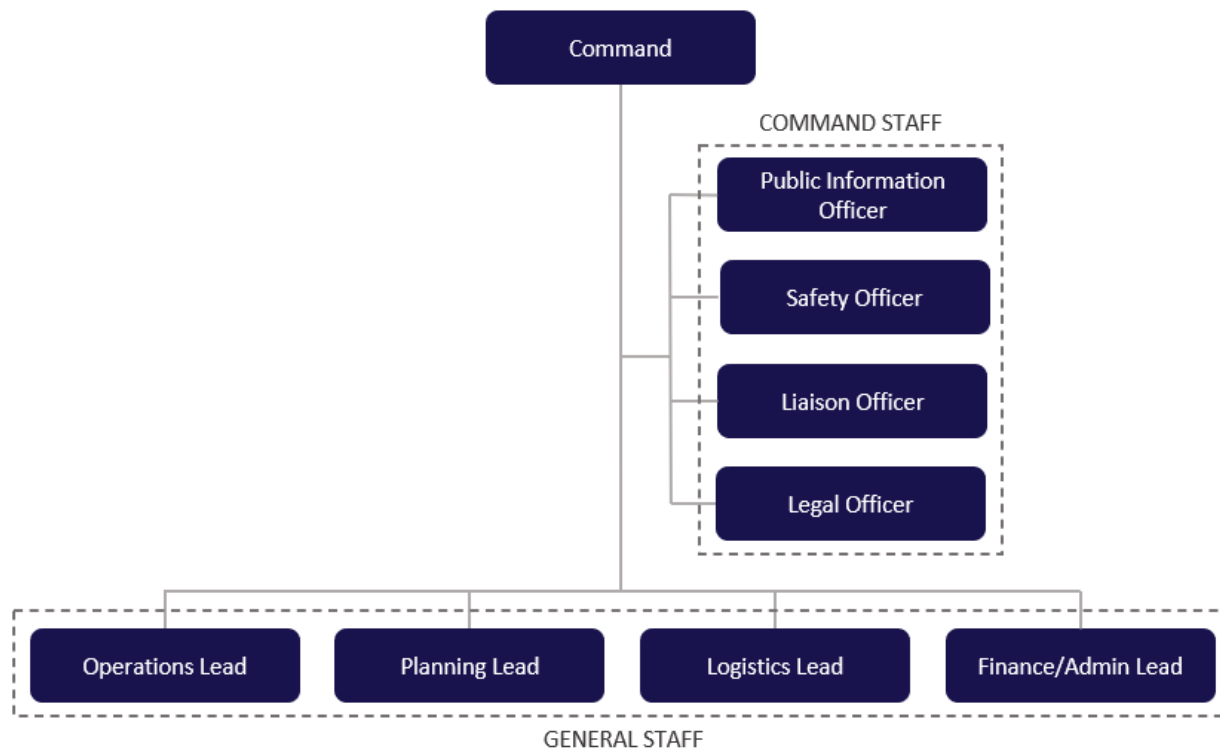 Command
COMMAND STAFF
Public Information
Officer
Safety Officer
Liaison Officer
Legal Officer
Operations Lead
Planning Lead
Logistics Lead
Finance/Admin Lead
GENERAL STAFF